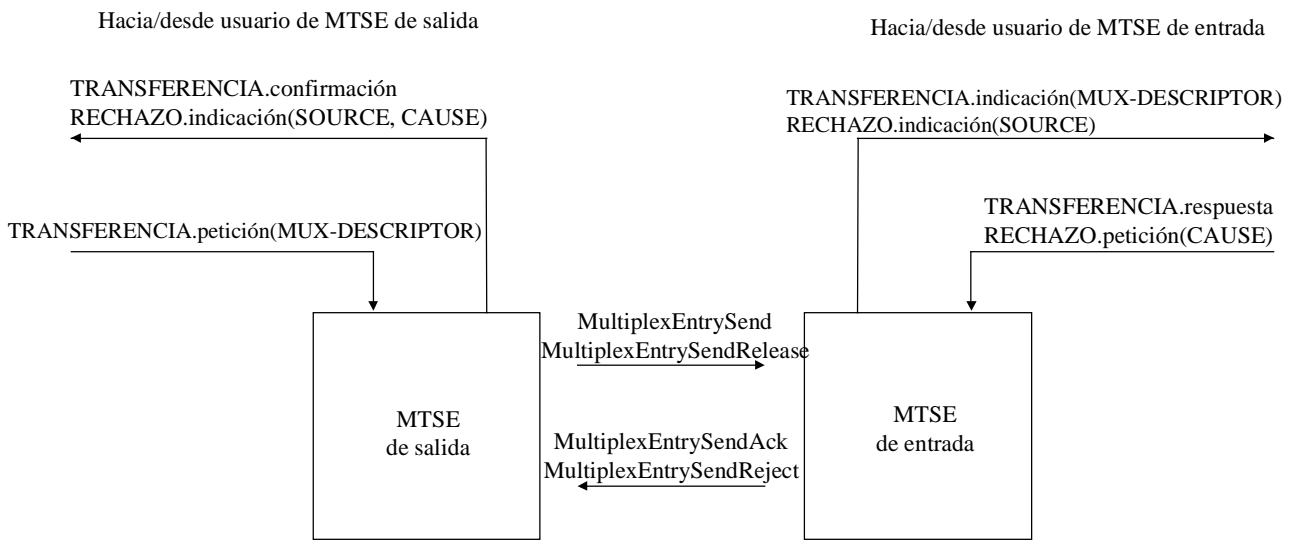 Hacia/desde usuario de MTSE de salida
Hacia/desde usuario de MTSE de entrada
TRANSFERENCIA.confirmación
RECHAZO.indicación(SOURCE, CAUSE)
TRANSFERENCIA.indicación(MUX-DESCRIPTOR)
RECHAZO.indicación(SOURCE)
TRANSFERENCIA.petición(MUX-DESCRIPTOR)
TRANSFERENCIA.respuesta
RECHAZO.petición(CAUSE)
MultiplexEntrySend
MultiplexEntrySendRelease
MTSE
de salida
MultiplexEntrySendAck
MultiplexEntrySendReject
MTSE
de entrada